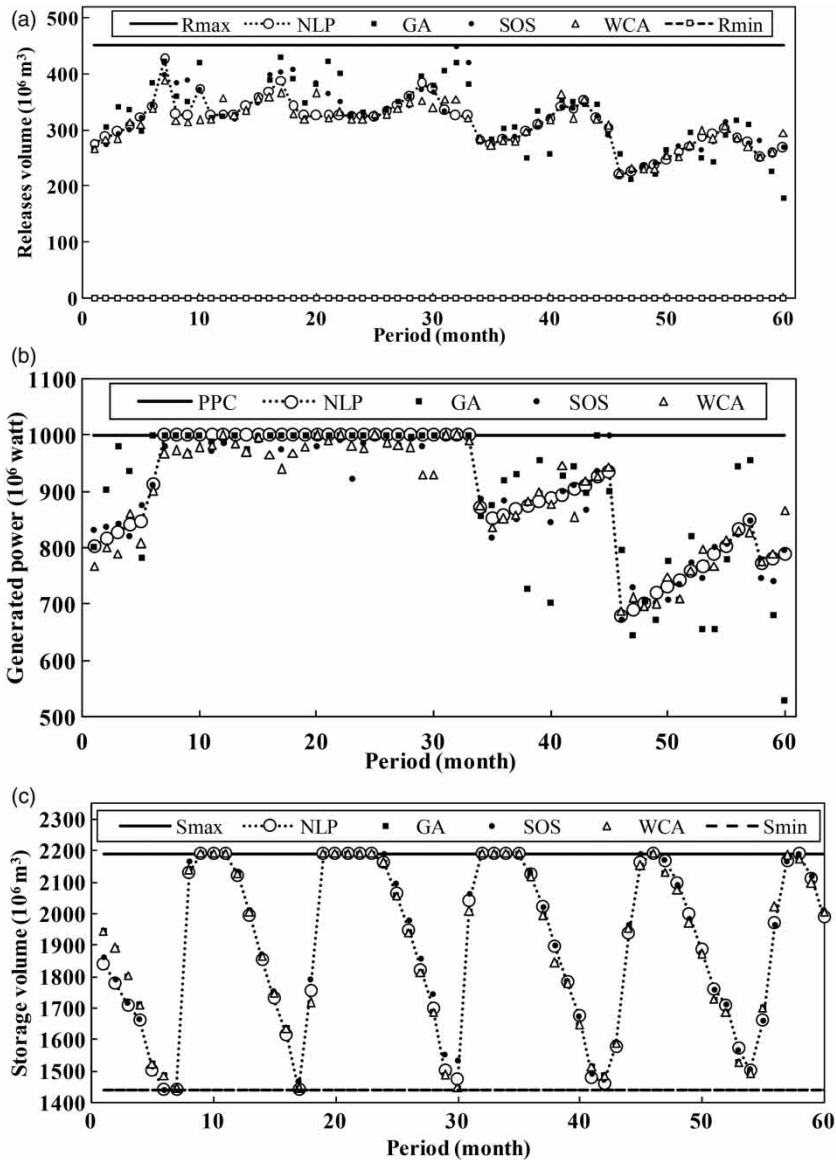 (a)
Rmax NLP GA SOS WCA Rmin
500
400
300
200
100
0
Releases volume (10⁶ m³)
0 10 20 30 40 50 60
Period (month)
(b)
PPC NLP GA SOS WCA
1100
1000
900
800
700
600
500
Generated power (10⁶ watt)
0 10 20 30 40 50 60
Period (month)
(c)
Smax NLP GA SOS WCA Smin
2300
2200
2100
2000
1900
1800
1700
1600
1500
1400
Storage volume (10⁶ m³)
0 10 20 30 40 50 60
Period (month)